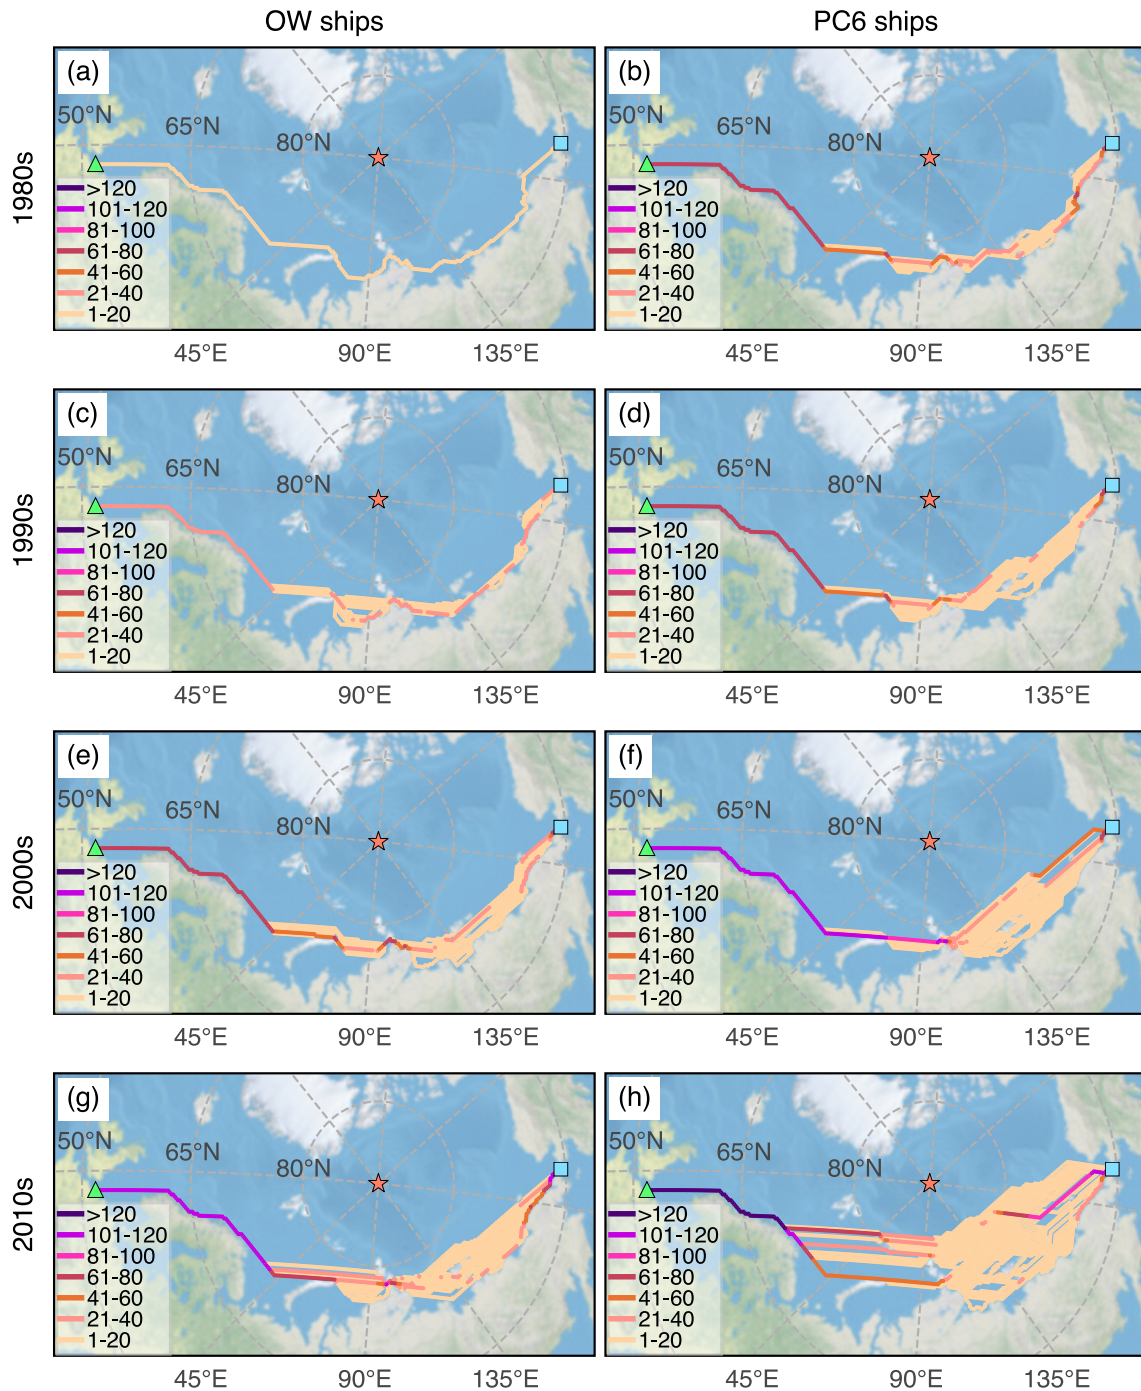 OW ships
PC6 ships
1980s
(a)
50°N
65°N
80°N
>120
101-120
81-100
61-80
41-60
21-40
1-20
45°E
90°E
135°E
(b)
50°N
65°N
80°N
>120
101-120
81-100
61-80
41-60
21-40
1-20
45°E
90°E
135°E
1990s
(c)
50°N
65°N
80°N
>120
101-120
81-100
61-80
41-60
21-40
1-20
45°E
90°E
135°E
(d)
50°N
65°N
80°N
>120
101-120
81-100
61-80
41-60
21-40
1-20
45°E
90°E
135°E
2000s
(e)
50°N
65°N
80°N
>120
101-120
81-100
61-80
41-60
21-40
1-20
45°E
90°E
135°E
(f)
50°N
65°N
80°N
>120
101-120
81-100
61-80
41-60
21-40
1-20
45°E
90°E
135°E
2010s
(g)
50°N
65°N
80°N
>120
101-120
81-100
61-80
41-60
21-40
1-20
45°E
90°E
135°E
(h)
50°N
65°N
80°N
>120
101-120
81-100
61-80
41-60
21-40
1-20
45°E
90°E
135°E